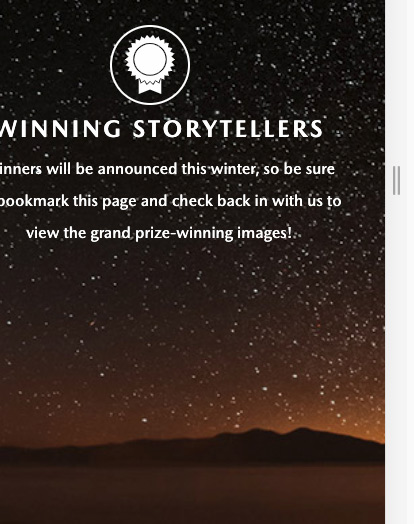 WINNING STORYTELLERS
inners will be announced this winter, so be sure
bookmark this page and check back in with us to
view the grand prize-winning images!